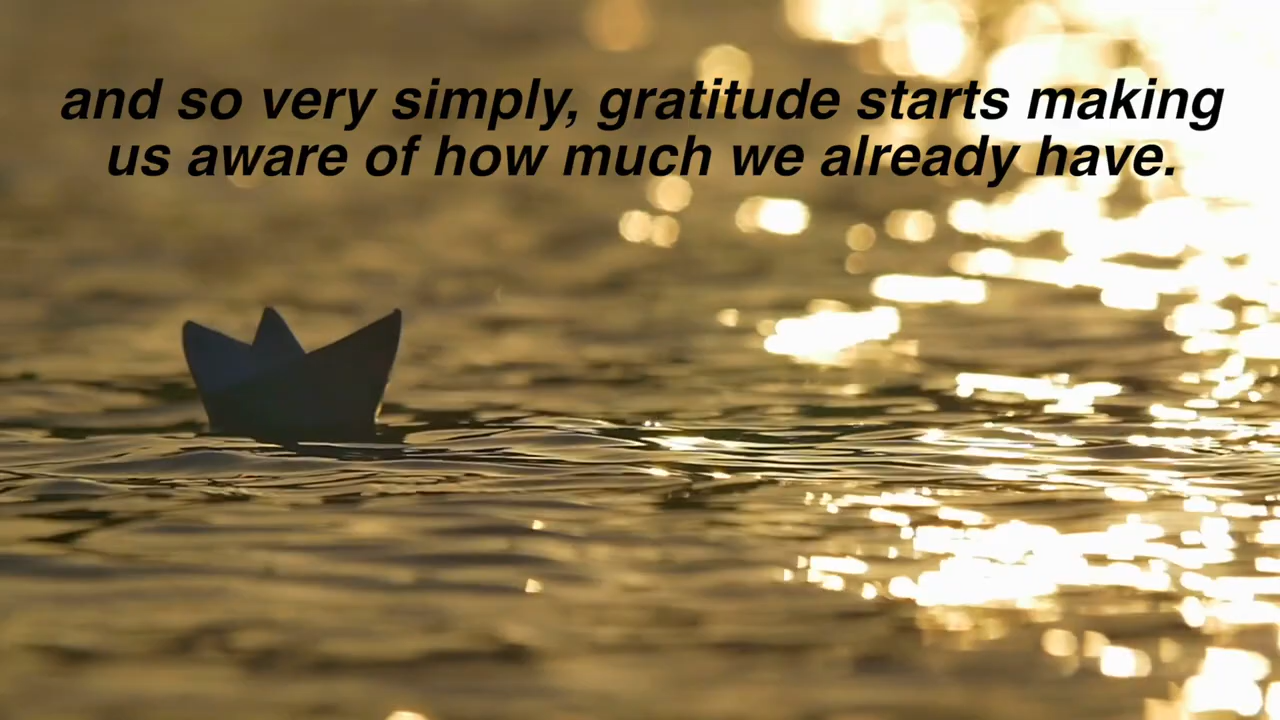 and so very simply, gratitude starts making
us aware of how much we already have.